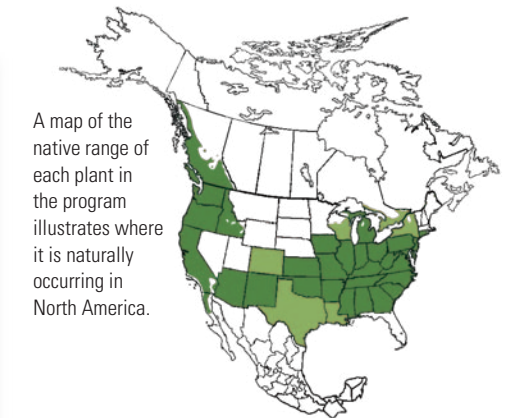 A map of the
native range of
each plant in
the program
illustrates where
it is naturally
occurring in
North America.